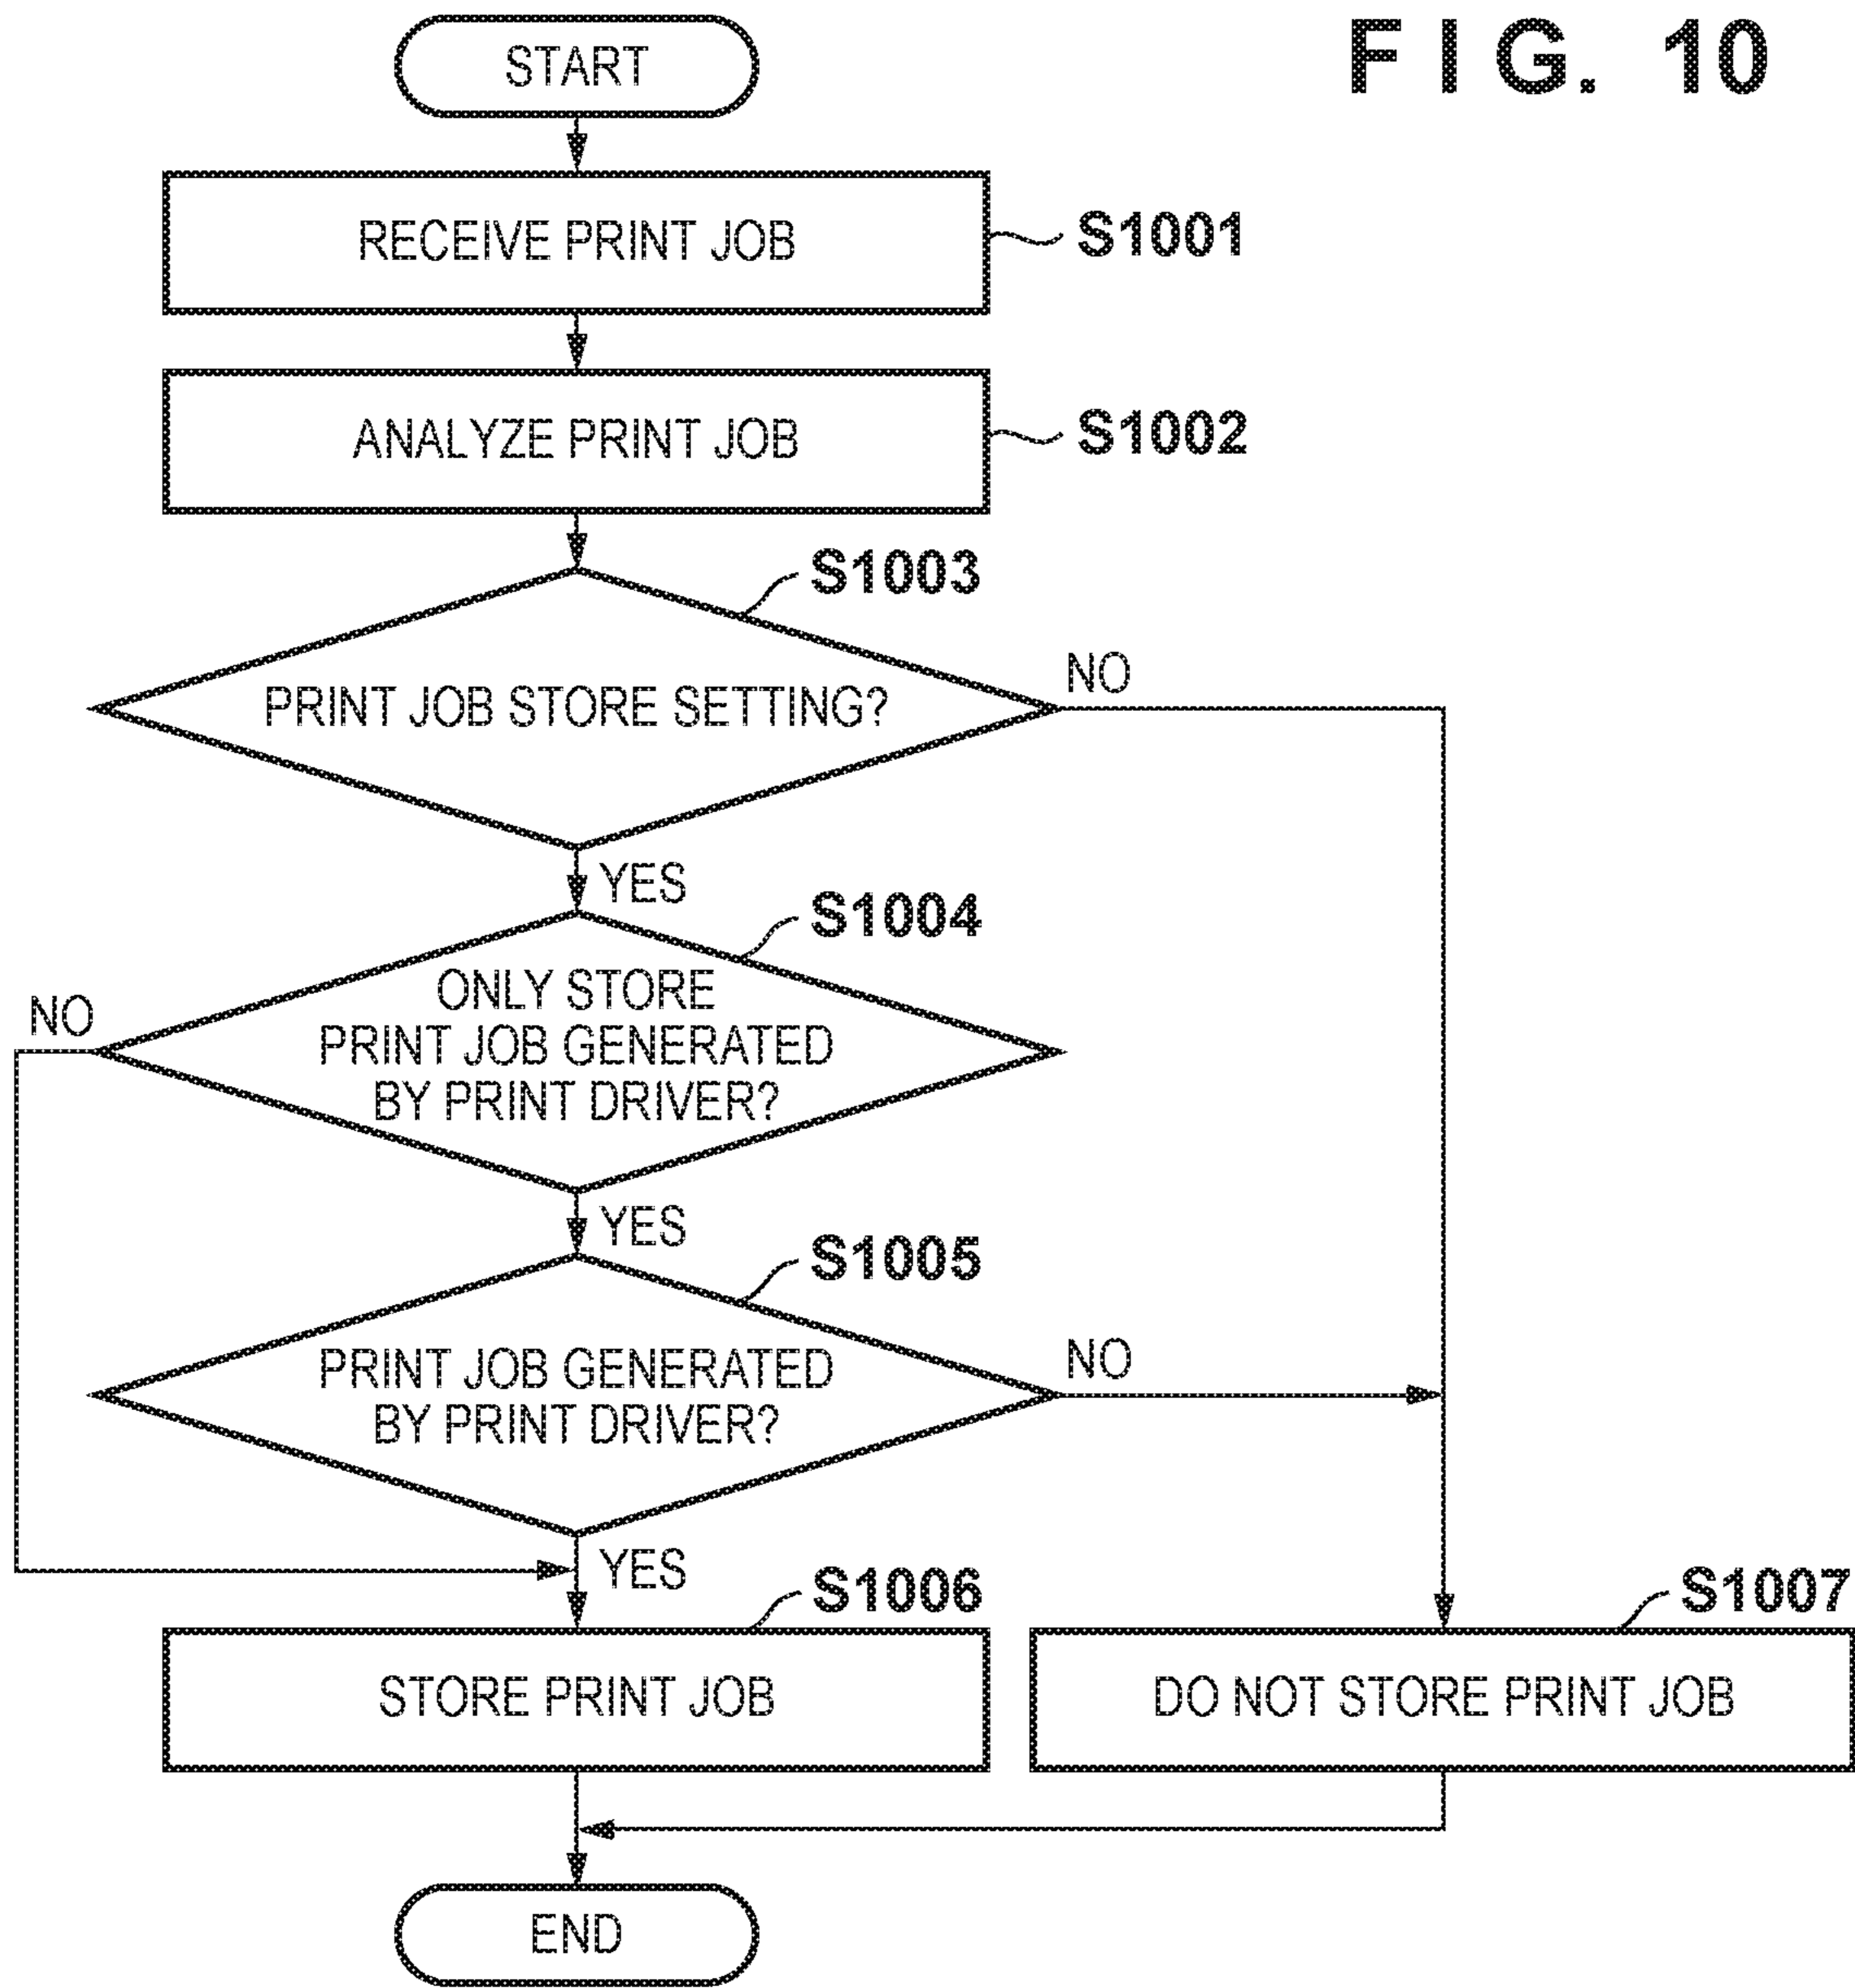 FIG. 10
START
RECEIVE PRINT JOB
S1001
ANALYZE PRINT JOB
S1002
S1003
PRINT JOB STORE SETTING?
NO
YES
S1004
ONLY STORE
PRINT JOB GENERATED
BY PRINT DRIVER?
NO
YES
S1005
PRINT JOB GENERATED
BY PRINT DRIVER?
NO
YES
S1006
STORE PRINT JOB
S1007
DO NOT STORE PRINT JOB
END